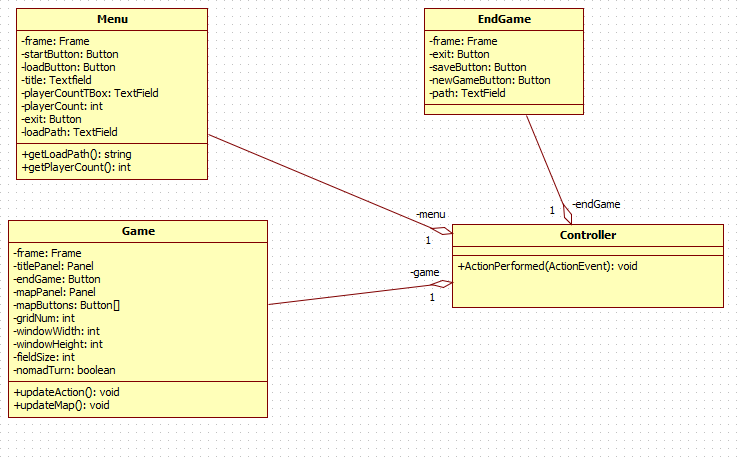 Menu
-frame: Frame
-startButton: Button
-loadButton: Button
-title: Textfield
-playerCountTBox: TextField
-playerCount: int
-exit: Button
-loadPath: TextField
+getLoadPath(): string
+getPlayerCount(): int
EndGame
-frame: Frame
-exit: Button
-saveButton: Button
-newGameButton: Button
-path: TextField
-menu
1
-endGame
1
Game
-frame: Frame
-titlePanel: Panel
-endGame: Button
-mapPanel: Panel
-mapButtons: Button[]
-gridNum: int
-windowWidth: int
-windowHeight: int
-fieldSize: int
-nomadTurn: boolean
+updateAction(): void
+updateMap(): void
-game
1
Controller
+ActionPerformed(ActionEvent): void